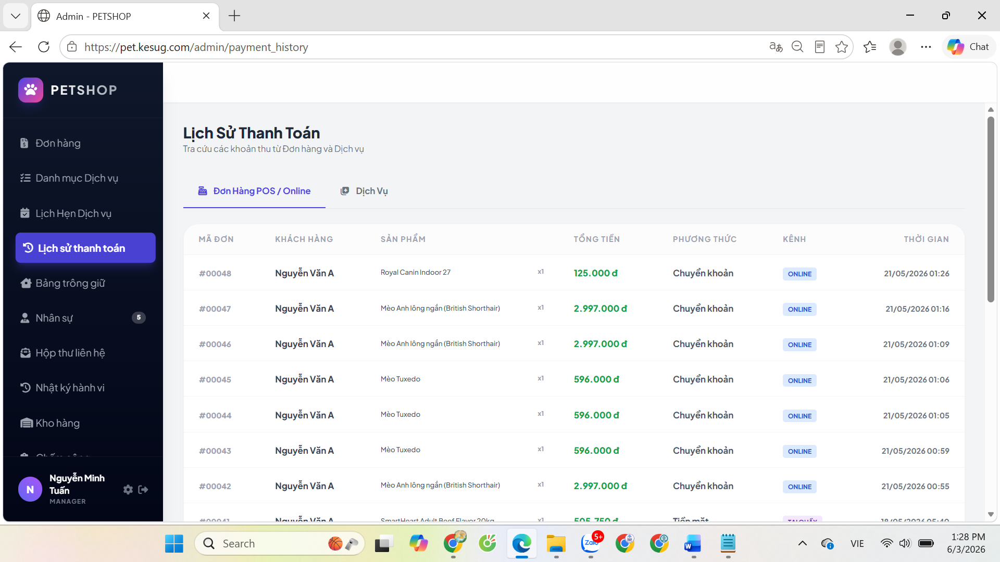 Admin - PETSHOP
https://pet.kesug.com/admin/payment_history
Chat
PETSHOP
Đơn hàng
Danh mục Dịch vụ
Lịch Hẹn Dịch vụ
Lịch sử thanh toán
Bảng trông giữ
Nhân sự 5
Hộp thư liên hệ
Nhật ký hành vi
Kho hàng
Nguyễn Minh
Tuấn
MANAGER
N
Lịch Sử Thanh Toán
Tra cứu các khoản thu từ Đơn hàng và Dịch vụ
Đơn Hàng POS / Online Dịch Vụ
MÃ ĐƠN KHÁCH HÀNG SẢN PHẨM TỔNG TIỀN PHƯƠNG THỨC KÊNH THỜI GIAN
#00048 Nguyễn Văn A Royal Canin Indoor 27 x1 125.000 đ Chuyển khoản ONLINE 21/05/2026 01:26
#00047 Nguyễn Văn A Mèo Anh lông ngắn (British Shorthair) x1 2.997.000 đ Chuyển khoản ONLINE 21/05/2026 01:16
#00046 Nguyễn Văn A Mèo Anh lông ngắn (British Shorthair) x1 2.997.000 đ Chuyển khoản ONLINE 21/05/2026 01:09
#00045 Nguyễn Văn A Mèo Tuxedo x1 596.000 đ Chuyển khoản ONLINE 21/05/2026 01:06
#00044 Nguyễn Văn A Mèo Tuxedo x1 596.000 đ Chuyển khoản ONLINE 21/05/2026 01:05
#00043 Nguyễn Văn A Mèo Tuxedo x1 596.000 đ Chuyển khoản ONLINE 21/05/2026 00:59
#00042 Nguyễn Văn A Mèo Anh lông ngắn (British Shorthair) x1 2.997.000 đ Chuyển khoản ONLINE 21/05/2026 00:55
#00041 Nguyễn Văn A SmartHeart Adult Beef Flavor 20kg x1 505.750 đ Tiền mặt TẠI QUẦY 18/05/2026 05:40
Search
Zalo 5+
VIE
1:28 PM
6/3/2026